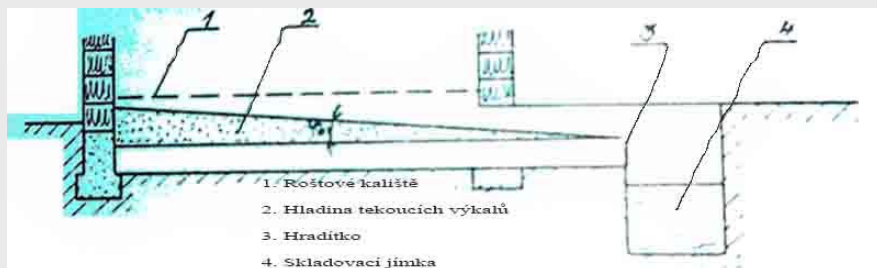 1 2 3 4
1. Roštové kaliště
2. Hladina tekoucích výkalů
3. Hradítko
4. Skladovací jímka